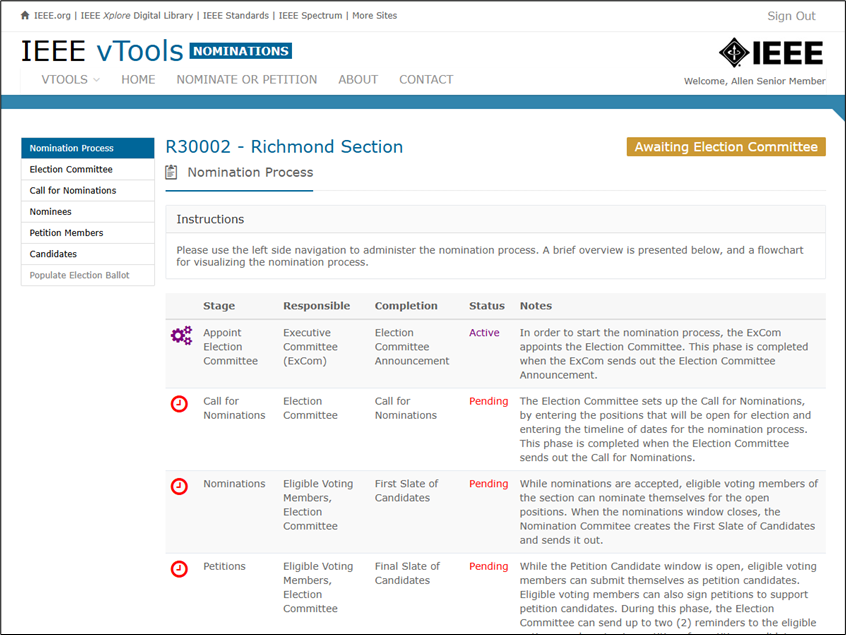 IEEE.org | IEEE Xplore Digital Library | IEEE Standards | IEEE Spectrum | More Sites
Sign Out
IEEE vTools NOMINATIONS
IEEE
VTOOLS HOME NOMINATE OR PETITION ABOUT CONTACT
Welcome, Allen Senior Member
Nomination Process
Election Committee
Call for Nominations
Nominees
Petition Members
Candidates
Populate Election Ballot
R30002 - Richmond Section
Awaiting Election Committee
Nomination Process
Instructions
Please use the left side navigation to administer the nomination process. A brief overview is presented below, and a flowchart
for visualizing the nomination process.
Stage Responsible Completion Status Notes
Appoint
Election
Committee
Executive
Committee
(ExCom)
Election
Committee
Announcement
Active
In order to start the nomination process, the ExCom
appoints the Election Committee. This phase is completed
when the ExCom sends out the Election Committee
Announcement.
Call for
Nominations
Election
Committee
Call for
Nominations
Pending
The Election Committee sets up the Call for Nominations,
by entering the positions that will be open for election and
entering the timeline of dates for the nomination process.
This phase is completed when the Election Committee
sends out the Call for Nominations.
Nominations
Eligible Voting
Members,
Election
Committee
First Slate of
Candidates
Pending
While nominations are accepted, eligible voting members of
the section can nominate themselves for the open
positions. When the nominations window closes, the
Nomination Commitee creates the First Slate of Candidates
and sends it out.
Petitions
Eligible Voting
Members,
Election
Committee
Final Slate of
Candidates
Pending
While the Petition Candidate window is open, eligible voting
members can submit themselves as petition candidates.
Eligible voting members can also sign petitions to support
petition candidates. During this phase, the Election
Committee can send up to two (2) reminders to the eligible